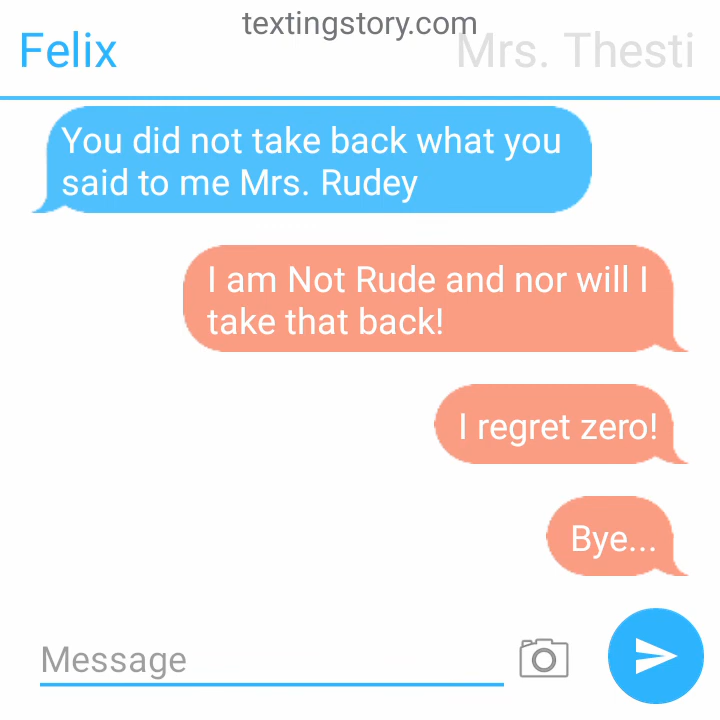 textingstory.com
Felix
Mrs. Thesti
You did not take back what you
said to me Mrs. Rudey
I am Not Rude and nor will I
take that back!
I regret zero!
Bye...
Message